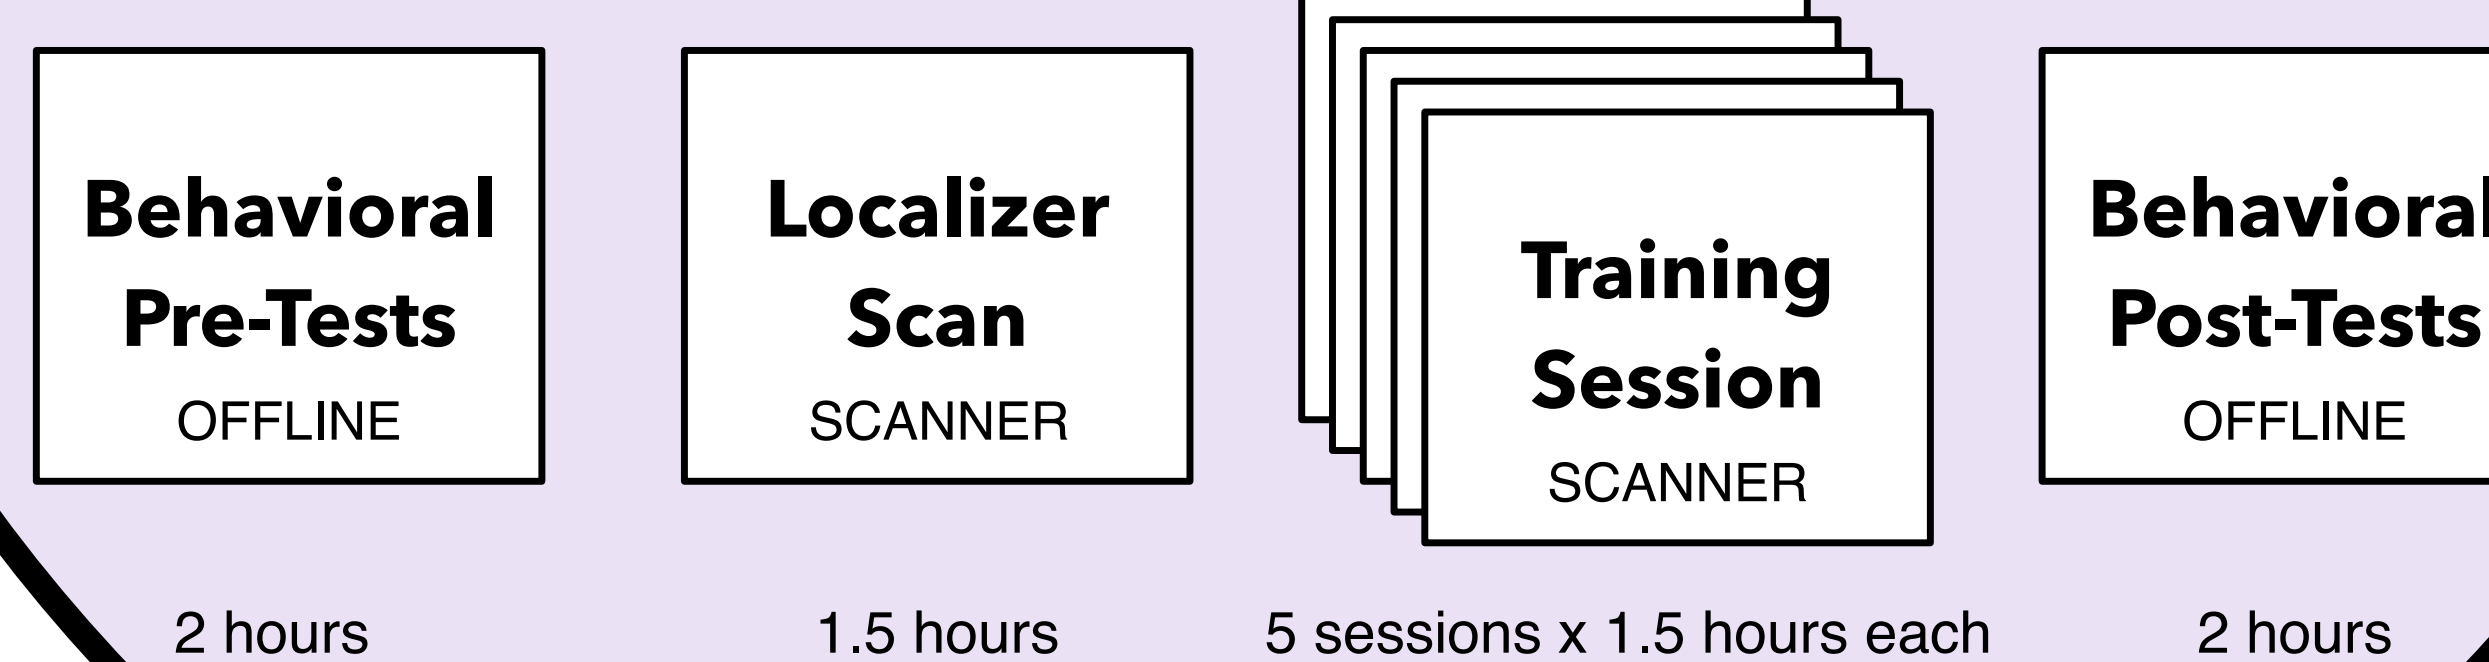 Behavioral
Pre-Tests
OFFLINE
2 hours
Localizer
Scan
SCANNER
1.5 hours
Training
Session
SCANNER
5 sessions x 1.5 hours each
Behavioral
Post-Tests
OFFLINE
2 hours